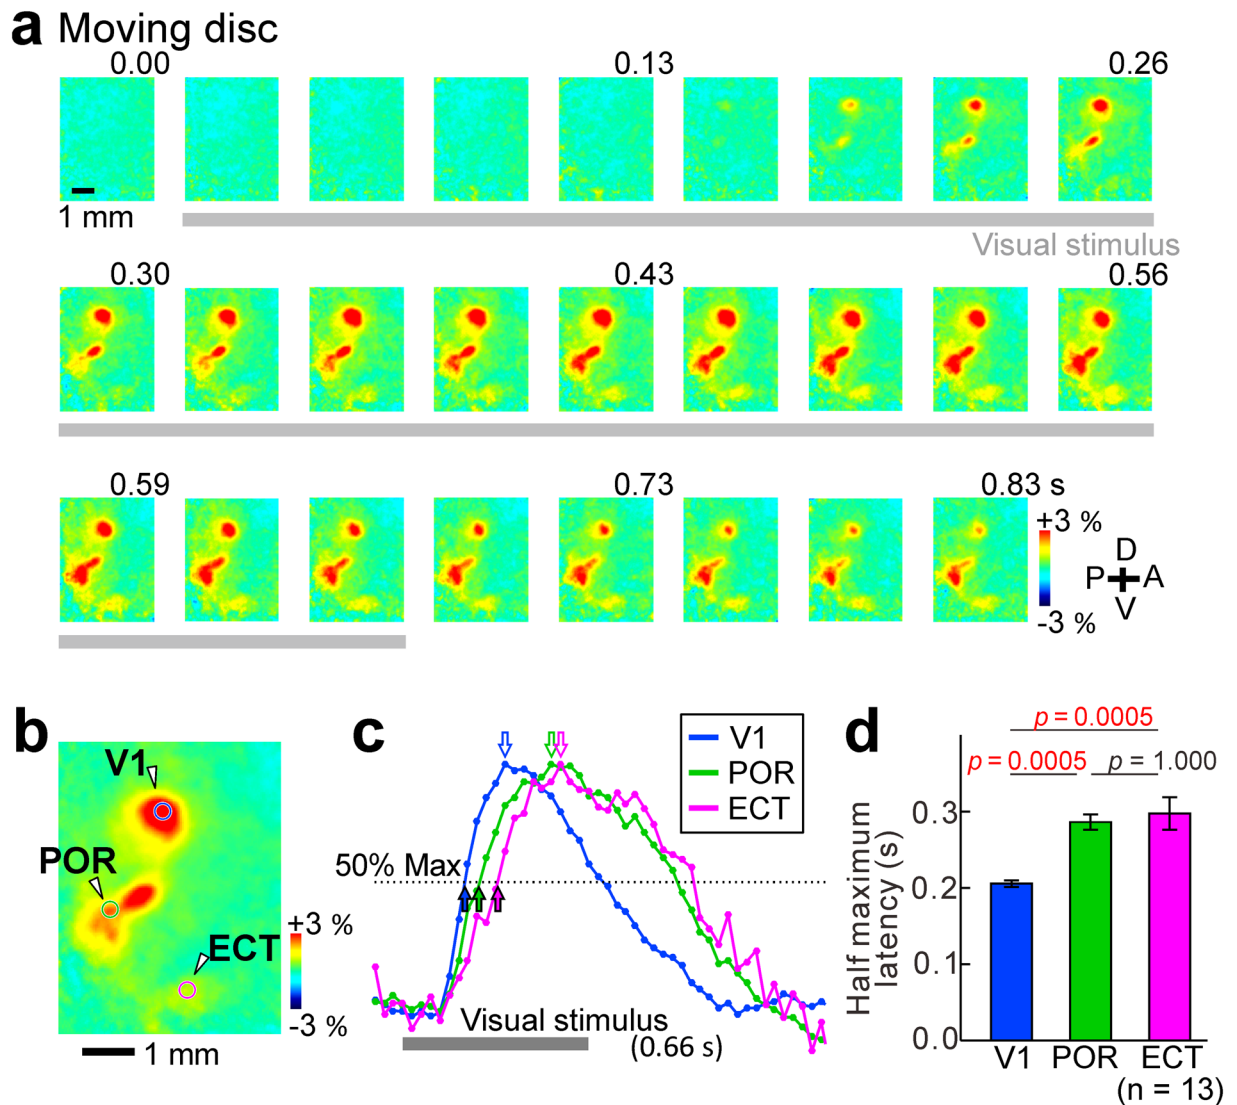 a Moving disc
0.00 0.13 0.26
1 mm
Visual stimulus
0.30 0.43 0.56
0.59 0.73 0.83 s
+3 %
D
P A
V
-3 %
b
V1
POR
ECT
+3 %
-3 %
1 mm
c
V1
POR
ECT
50% Max
Visual stimulus
(0.66 s)
d
p = 0.0005
p = 0.0005 p = 1.000
Half maximum
latency (s)
0.3
0.2
0.1
0.0
V1 POR ECT
(n = 13)